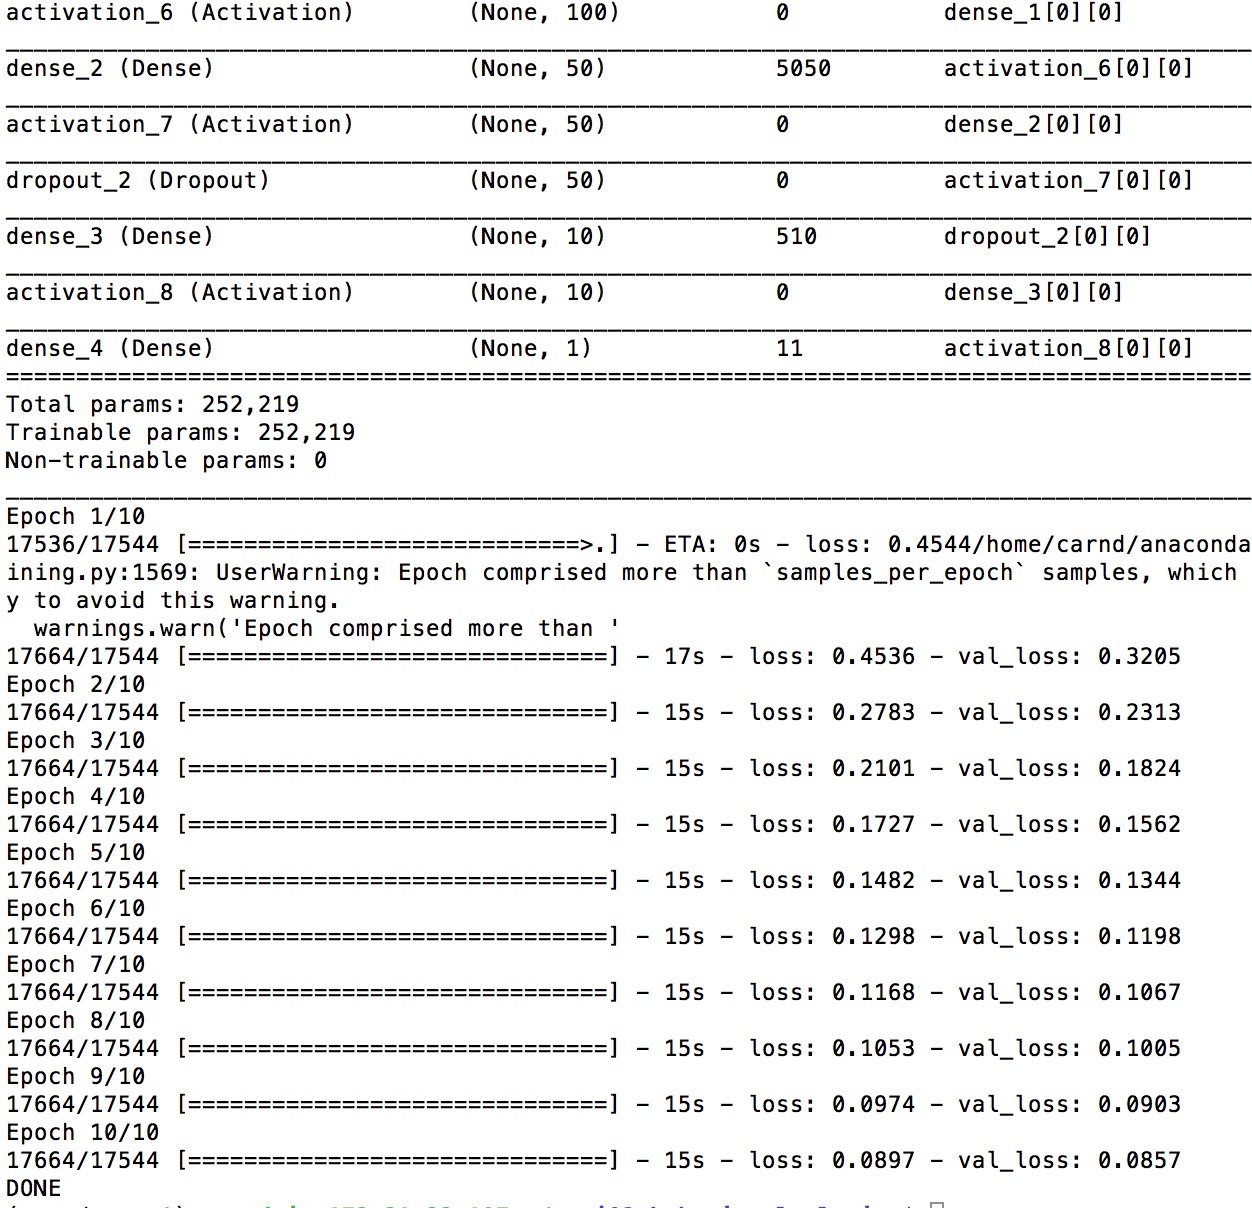 activation_6 (Activation) (None, 100) 0 dense_1[0][0]
dense_2 (Dense) (None, 50) 5050 activation_6[0][0]
activation_7 (Activation) (None, 50) 0 dense_2[0][0]
dropout_2 (Dropout) (None, 50) 0 activation_7[0][0]
dense_3 (Dense) (None, 10) 510 dropout_2[0][0]
activation_8 (Activation) (None, 10) 0 dense_3[0][0]
dense_4 (Dense) (None, 1) 11 activation_8[0][0]
Total params: 252,219
Trainable params: 252,219
Non-trainable params: 0
Epoch 1/10
17536/17544 [============================>.] - ETA: 0s - loss: 0.4544/home/carnd/anaconda
ining.py:1569: UserWarning: Epoch comprised more than `samples_per_epoch` samples, which
y to avoid this warning.
warnings.warn('Epoch comprised more than '
17664/17544 [==============================] - 17s - loss: 0.4536 - val_loss: 0.3205
Epoch 2/10
17664/17544 [==============================] - 15s - loss: 0.2783 - val_loss: 0.2313
Epoch 3/10
17664/17544 [==============================] - 15s - loss: 0.2101 - val_loss: 0.1824
Epoch 4/10
17664/17544 [==============================] - 15s - loss: 0.1727 - val_loss: 0.1562
Epoch 5/10
17664/17544 [==============================] - 15s - loss: 0.1482 - val_loss: 0.1344
Epoch 6/10
17664/17544 [==============================] - 15s - loss: 0.1298 - val_loss: 0.1198
Epoch 7/10
17664/17544 [==============================] - 15s - loss: 0.1168 - val_loss: 0.1067
Epoch 8/10
17664/17544 [==============================] - 15s - loss: 0.1053 - val_loss: 0.1005
Epoch 9/10
17664/17544 [==============================] - 15s - loss: 0.0974 - val_loss: 0.0903
Epoch 10/10
17664/17544 [==============================] - 15s - loss: 0.0897 - val_loss: 0.0857
DONE